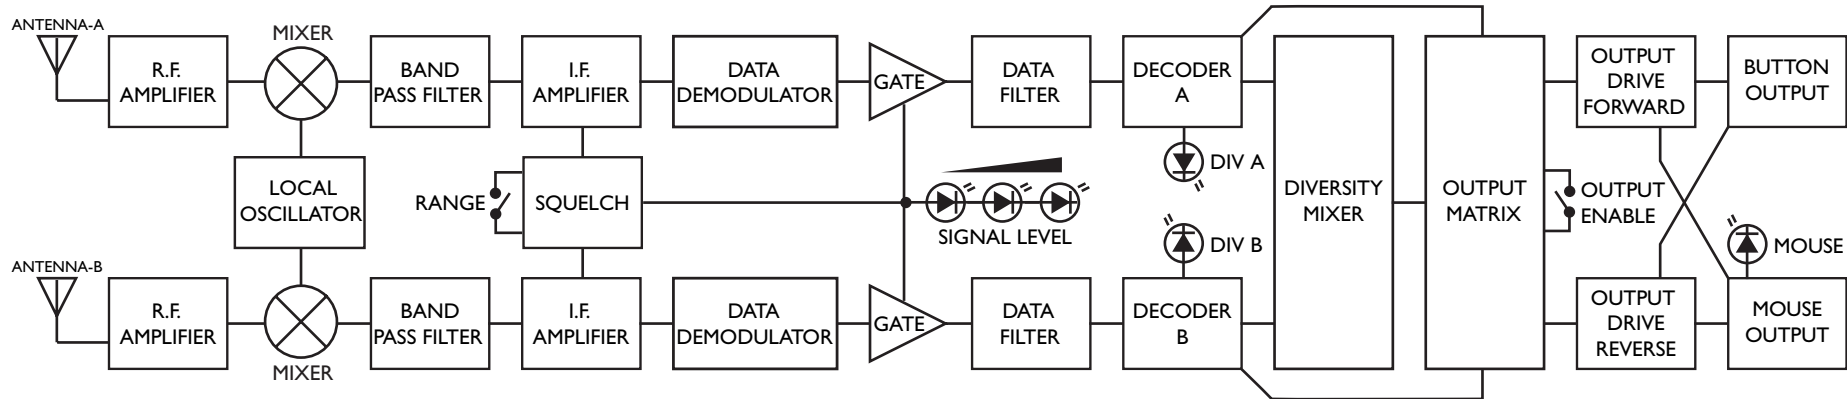 ANTENNA-A
MIXER
R.F.
AMPLIFIER
BAND
PASS FILTER
I.F.
AMPLIFIER
DATA
DEMODULATOR
GATE
DATA
FILTER
DECODER
A
OUTPUT
DRIVE
FORWARD
BUTTON
OUTPUT
LOCAL
OSCILLATOR
RANGE
SQUELCH
SIGNAL LEVEL
DIV A
DIV B
DIVERSITY
MIXER
OUTPUT
MATRIX
OUTPUT
ENABLE
MOUSE
ANTENNA-B
R.F.
AMPLIFIER
MIXER
BAND
PASS FILTER
I.F.
AMPLIFIER
DATA
DEMODULATOR
GATE
DATA
FILTER
DECODER
B
OUTPUT
DRIVE
REVERSE
MOUSE
OUTPUT